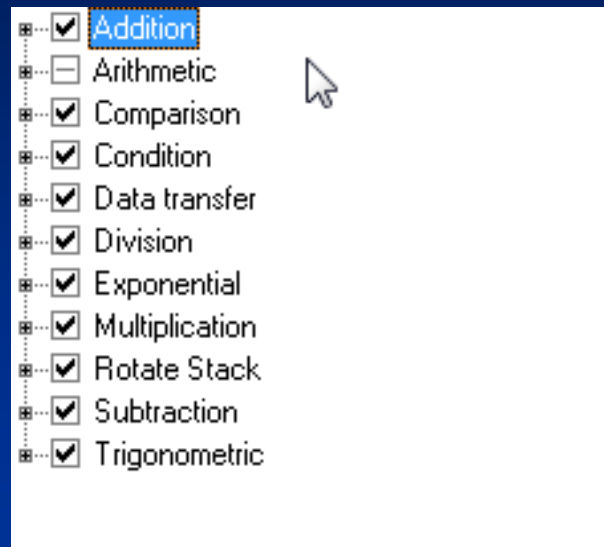 Addition
Arithmetic
Comparison
Condition
Data transfer
Division
Exponential
Multiplication
Rotate Stack
Subtraction
Trigonometric